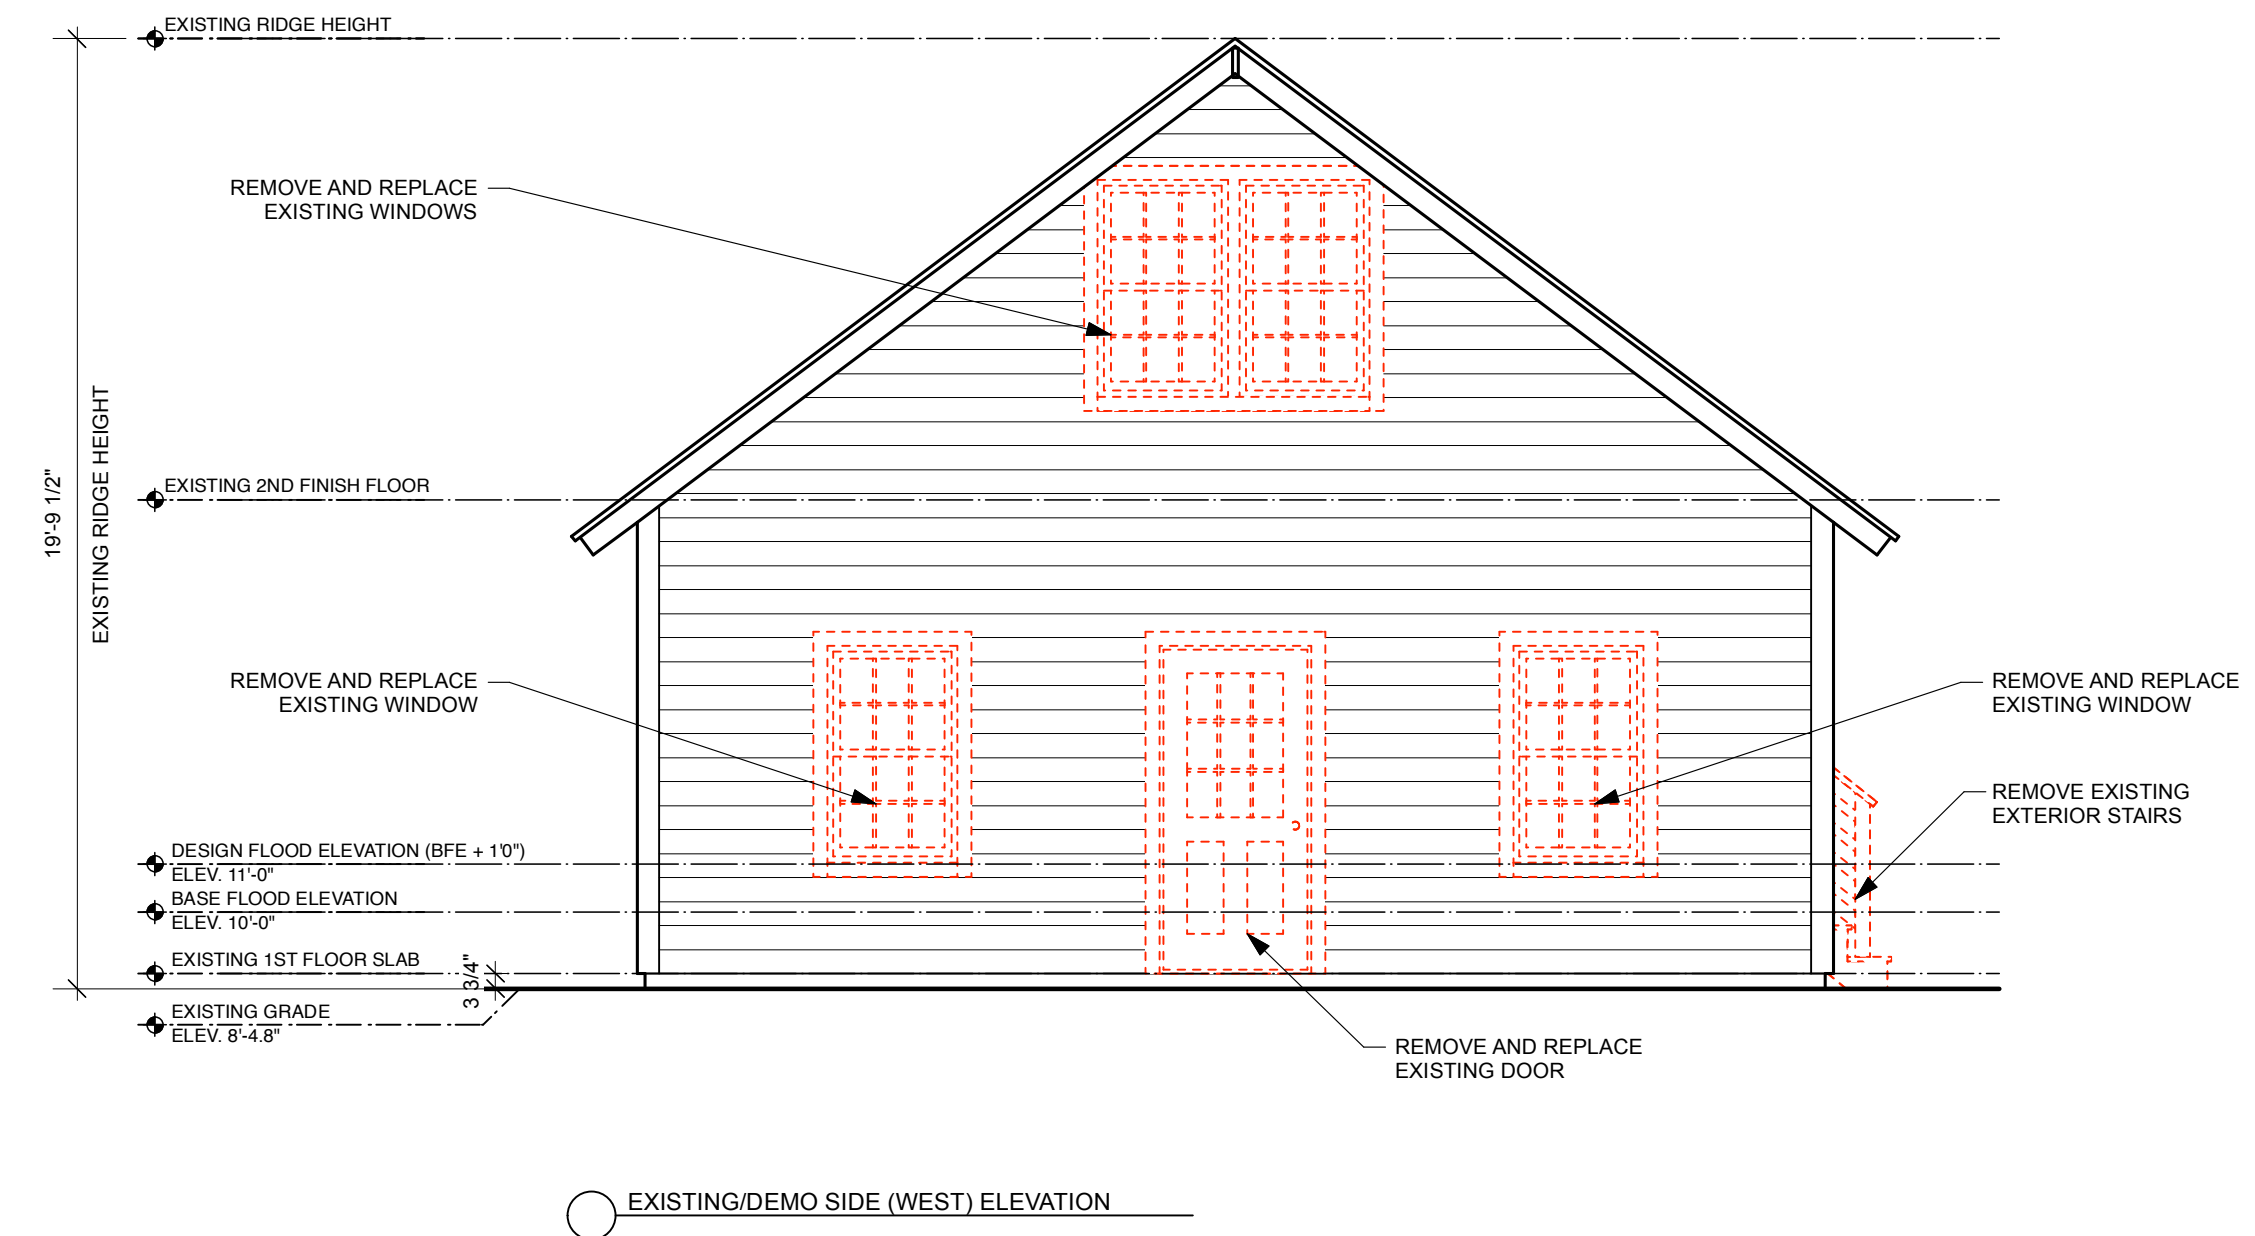 EXISTING RIDGE HEIGHT
REMOVE AND REPLACE
EXISTING WINDOWS
19'-9 1/2"
EXISTING RIDGE HEIGHT
EXISTING 2ND FINISH FLOOR
REMOVE AND REPLACE
EXISTING WINDOW
REMOVE AND REPLACE
EXISTING WINDOW
REMOVE EXISTING
EXTERIOR STAIRS
DESIGN FLOOD ELEVATION (BFE + 1'0")
ELEV. 11'-0"
BASE FLOOD ELEVATION
ELEV. 10'-0"
EXISTING 1ST FLOOR SLAB
3 3/4"
EXISTING GRADE
ELEV. 8'-4.8"
REMOVE AND REPLACE
EXISTING DOOR
EXISTING/DEMO SIDE (WEST) ELEVATION